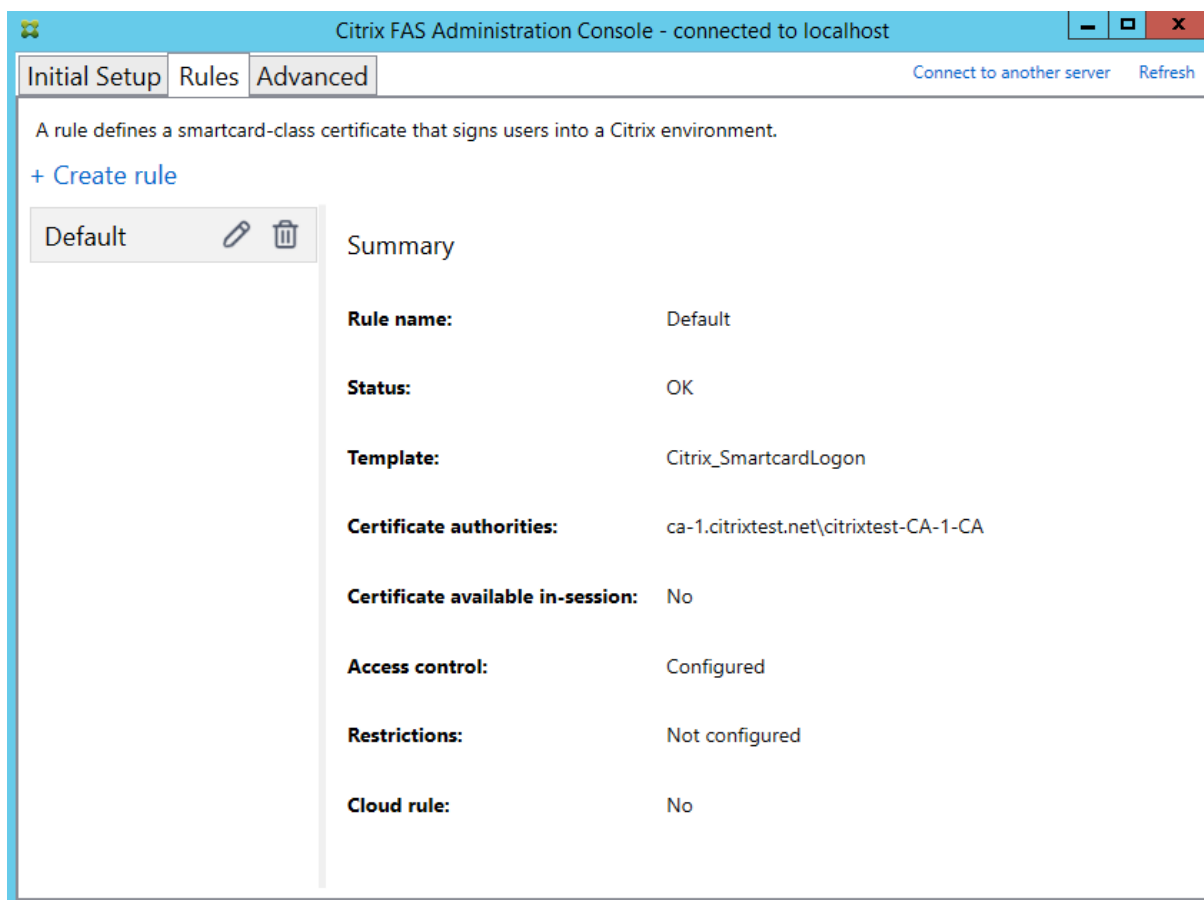 Citrix FAS Administration Console - connected to localhost
Initial Setup Rules Advanced Connect to another server Refresh
A rule defines a smartcard-class certificate that signs users into a Citrix environment.
+ Create rule
Default
Summary
Rule name: Default
Status: OK
Template: Citrix_SmartcardLogon
Certificate authorities: ca-1.citrixtest.net\citrixtest-CA-1-CA
Certificate available in-session: No
Access control: Configured
Restrictions: Not configured
Cloud rule: No